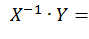 X⁻¹ · Y =